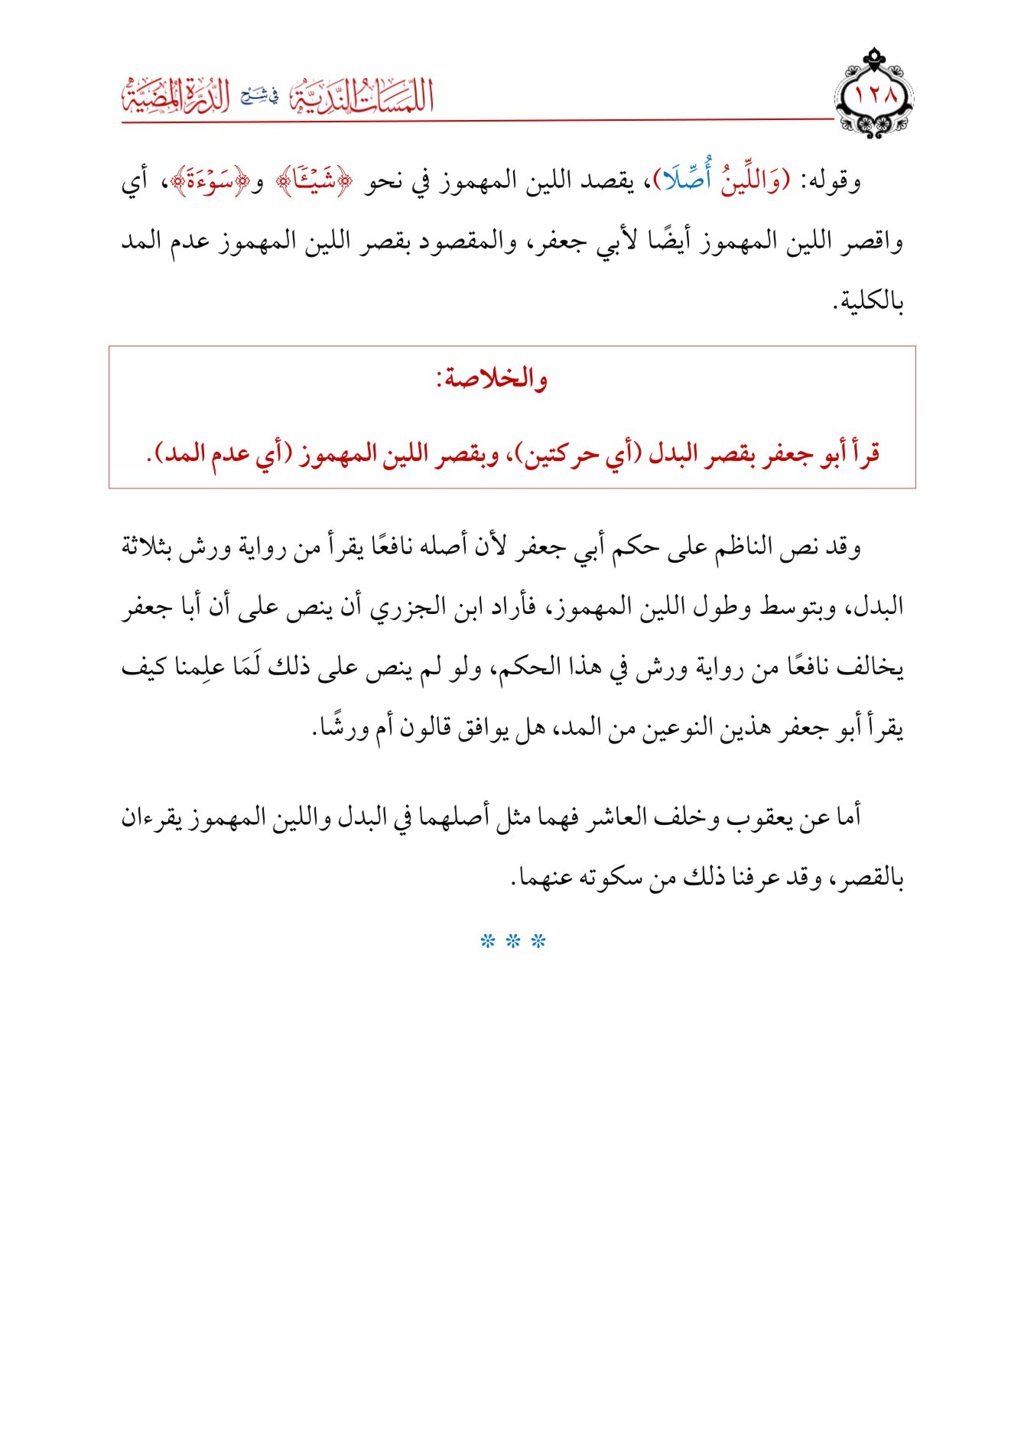 اللمسات الندية في شرح الدرة المضية
١٢٨
وقوله: (وَاللِّينُ أُصِّلَا)، يقصد اللين المهموز في نحو ﴿شَيْـًٔا﴾ و﴿سَوْءَةَ﴾، أي
واقصر اللين المهموز أيضًا لأبي جعفر، والمقصود بقصر اللين المهموز عدم المد
بالكلية.
والخلاصة:
قرأ أبو جعفر بقصر البدل (أي حركتين)، وبقصر اللين المهموز (أي عدم المد).
وقد نص الناظم على حكم أبي جعفر لأن أصله نافعًا يقرأ من رواية ورش بثلاثة
البدل، وبتوسط وطول اللين المهموز، فأراد ابن الجزري أن ينص على أن أبا جعفر
يخالف نافعًا من رواية ورش في هذا الحكم، ولو لم ينص على ذلك لَمَا علِمنا كيف
يقرأ أبو جعفر هذين النوعين من المد، هل يوافق قالون أم ورشًا.
أما عن يعقوب وخلف العاشر فهما مثل أصلهما في البدل واللين المهموز يقرءان
بالقصر، وقد عرفنا ذلك من سكوته عنهما.
* * *